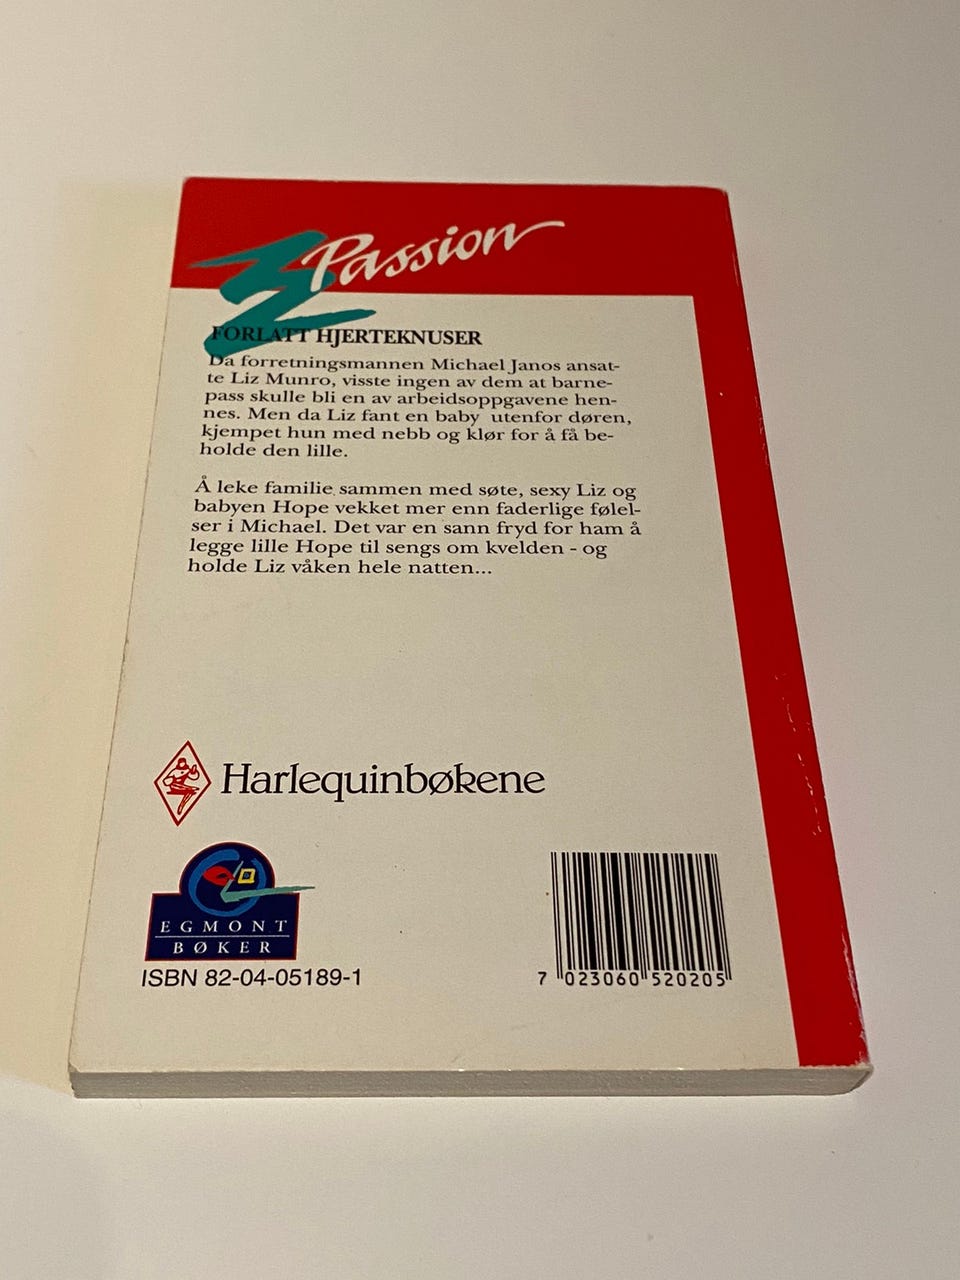 Passion
FORLATT HJERTEKNUSER
Da forretningsmannen Michael Janos ansat-
te Liz Munro, visste ingen av dem at barne-
pass skulle bli en av arbeidsoppgavene hen-
nes. Men da Liz fant en baby utenfor døren,
kjempet hun med nebb og klør for å få be-
holde den lille.
Å leke familie sammen med søte, sexy Liz og
babyen Hope vekket mer enn faderlige følel-
ser i Michael. Det var en sann fryd for ham å
legge lille Hope til sengs om kvelden - og
holde Liz våken hele natten...
Harlequinbøkene
EGMONT
BØKER
ISBN 82-04-05189-1
7 023060 520205